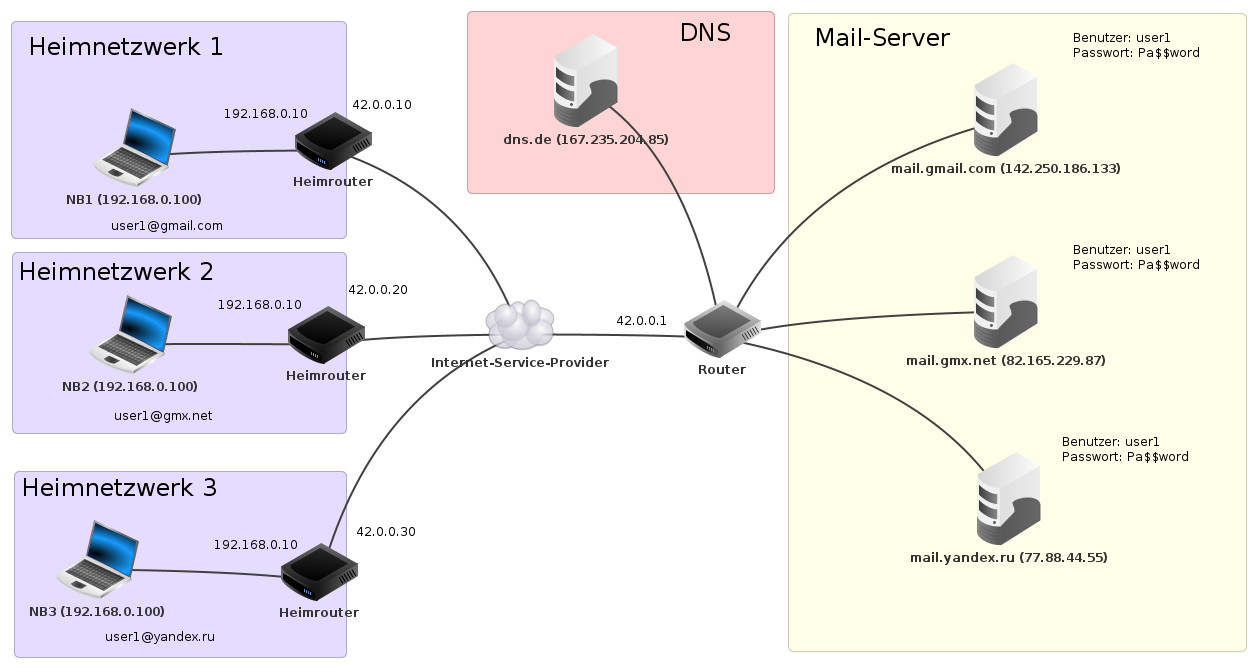 Heimnetzwerk 1
192.168.0.10
42.0.0.10
Heimrouter
NB1 (192.168.0.100)
user1@gmail.com
Heimnetzwerk 2
192.168.0.10
42.0.0.20
Heimrouter
NB2 (192.168.0.100)
user1@gmx.net
Heimnetzwerk 3
192.168.0.10
42.0.0.30
Heimrouter
NB3 (192.168.0.100)
user1@yandex.ru
Internet-Service-Provider
DNS
dns.de (167.235.204.85)
42.0.0.1
Router
Mail-Server
Benutzer: user1
Passwort: Pa$$word
mail.gmail.com (142.250.186.133)
Benutzer: user1
Passwort: Pa$$word
mail.gmx.net (82.165.229.87)
Benutzer: user1
Passwort: Pa$$word
mail.yandex.ru (77.88.44.55)